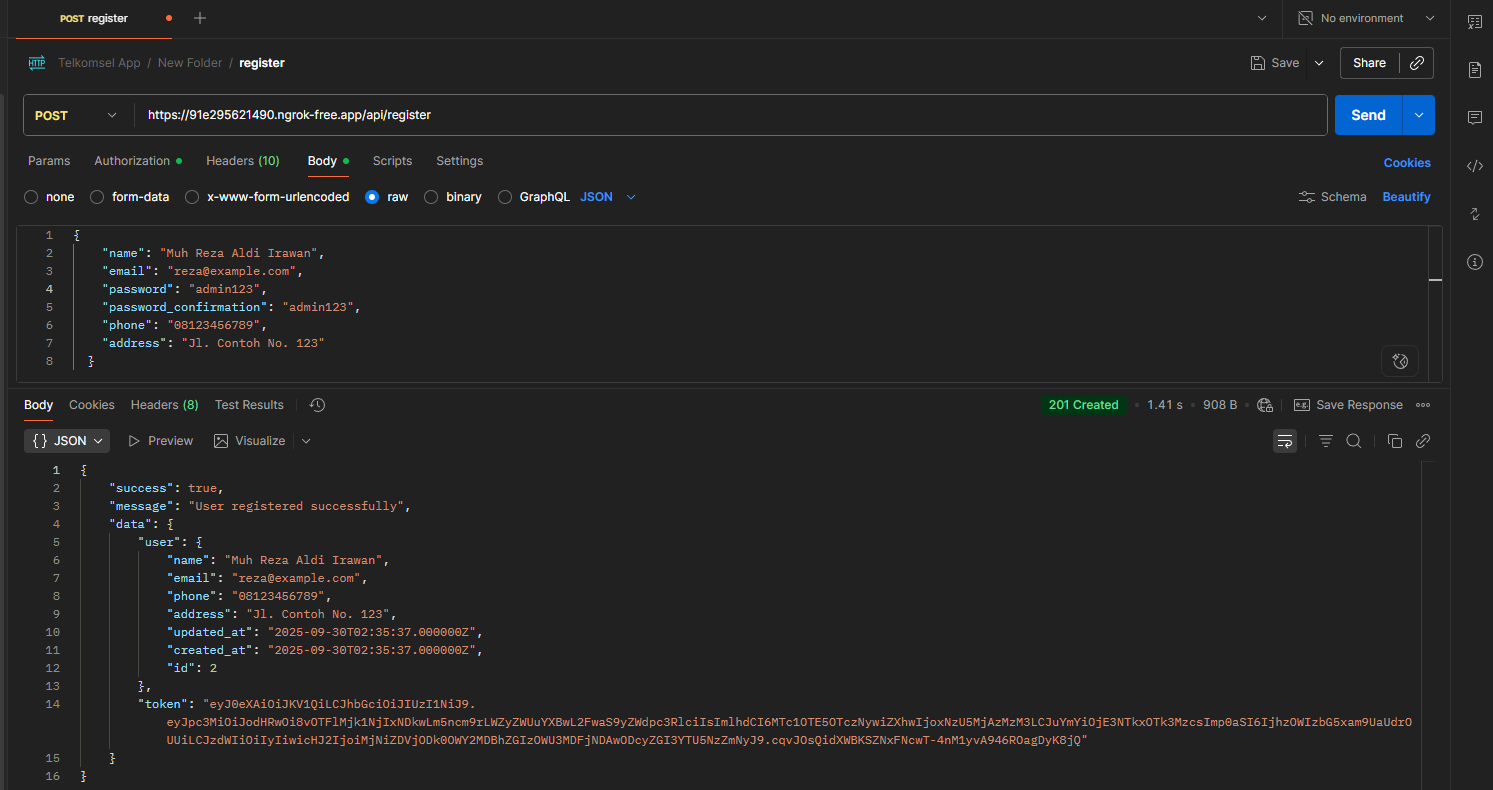 POST register
No environment
HTTP Telkomsel App / New Folder / register
Save
Share
POST
https://91e295621490.ngrok-free.app/api/register
Send
Params Authorization Headers (10) Body Scripts Settings
Cookies
none form-data x-www-form-urlencoded raw binary GraphQL JSON
Schema Beautify
1 {
2 "name": "Muh Reza Aldi Irawan",
3 "email": "reza@example.com",
4 "password": "admin123",
5 "password_confirmation": "admin123",
6 "phone": "08123456789",
7 "address": "Jl. Contoh No. 123"
8 }
Body Cookies Headers (8) Test Results
201 Created 1.41 s 908 B
e.g. Save Response
{} JSON Preview Visualize
1 {
2 "success": true,
3 "message": "User registered successfully",
4 "data": {
5 "user": {
6 "name": "Muh Reza Aldi Irawan",
7 "email": "reza@example.com",
8 "phone": "08123456789",
9 "address": "Jl. Contoh No. 123",
10 "updated_at": "2025-09-30T02:35:37.000000Z",
11 "created_at": "2025-09-30T02:35:37.000000Z",
12 "id": 2
13 },
14 "token": "eyJ0eXAiOiJKV1QiLCJhbGciOiJIUzI1NiJ9.
15 }
16 }